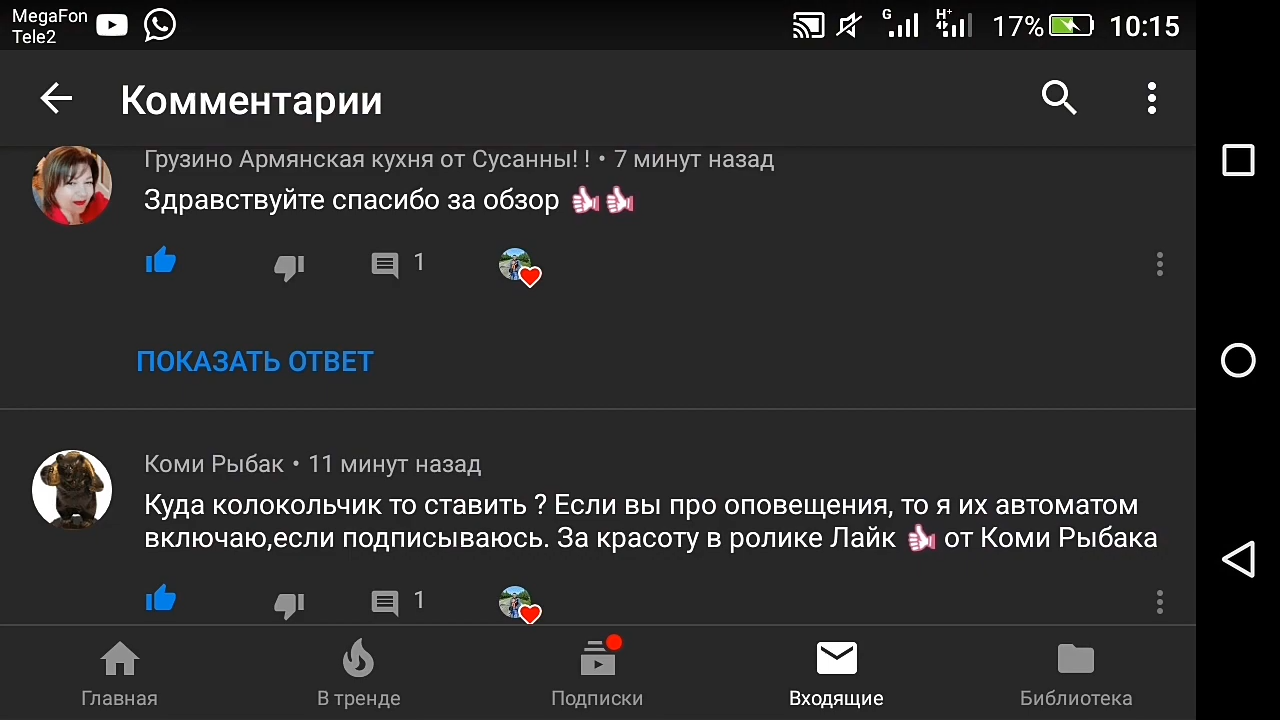 MegaFon
Tele2
G H+ 17% 10:15
Комментарии
Грузино Армянская кухня от Сусанны! ! • 7 минут назад
Здравствуйте спасибо за обзор 👍👍
1
ПОКАЗАТЬ ОТВЕТ
Коми Рыбак • 11 минут назад
Куда колокольчик то ставить ? Если вы про оповещения, то я их автоматом
включаю,если подписываюсь. За красоту в ролике Лайк 👍 от Коми Рыбака
1
Главная В тренде Подписки Входящие Библиотека